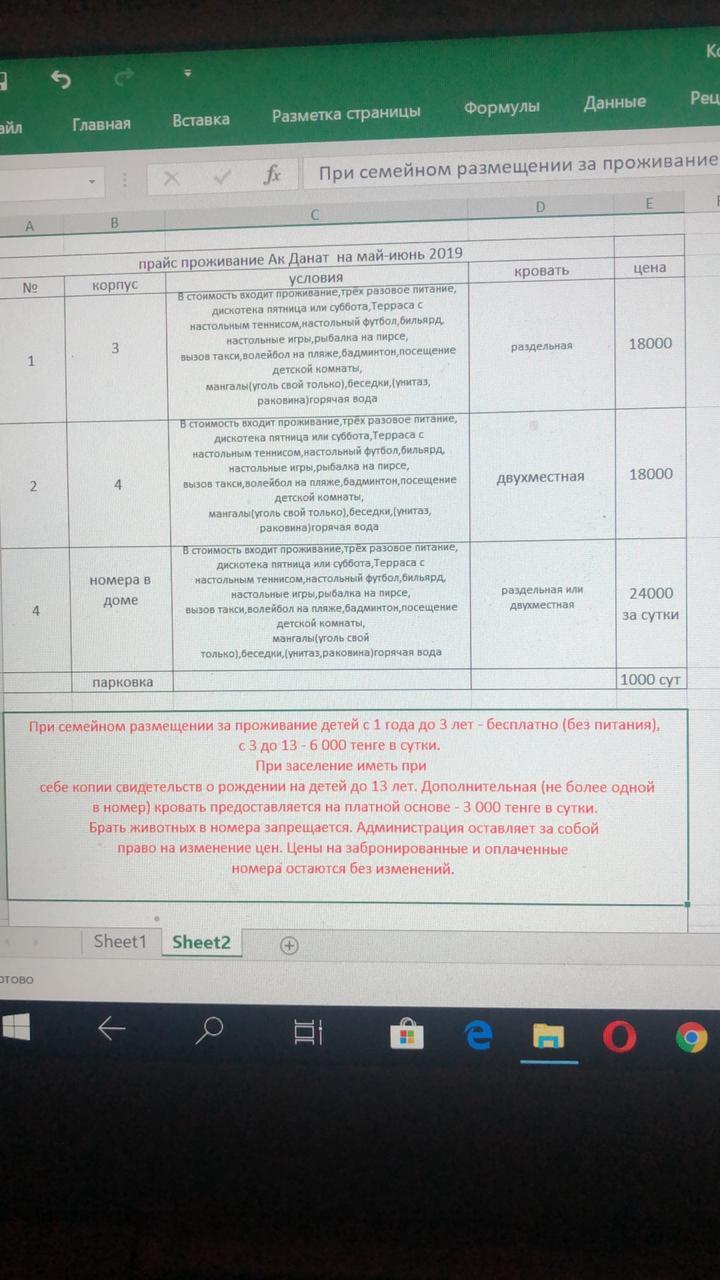 Ко
айл Главная Вставка Разметка страницы Формулы Данные Рец
fx При семейном размещении за проживание
A B C D E F
прайс проживание Ак Данат на май-июнь 2019
№ корпус условия кровать цена
В стоимость входит проживание,трёх разовое питание,
дискотека пятница или суббота,Терраса с
настольным теннисом,настольный футбол,бильярд,
настольные игры,рыбалка на пирсе,
1 3 вызов такси,волейбол на пляже,бадминтон,посещение раздельная 18000
детской комнаты,
мангалы(уголь свой только),беседки,(унитаз,
раковина)горячая вода
В стоимость входит проживание,трёх разовое питание,
дискотека пятница или суббота,Терраса с
настольным теннисом,настольный футбол,бильярд,
настольные игры,рыбалка на пирсе,
2 4 вызов такси,волейбол на пляже,бадминтон,посещение двухместная 18000
детской комнаты,
мангалы(уголь свой только),беседки,(унитаз,
раковина)горячая вода
В стоимость входит проживание,трёх разовое питание,
дискотека пятница или суббота,Терраса с
номера в настольным теннисом,настольный футбол,бильярд, раздельная или 24000
доме настольные игры,рыбалка на пирсе, двухместная за сутки
4 вызов такси,волейбол на пляже,бадминтон,посещение
детской комнаты,
мангалы(уголь свой
только),беседки,(унитаз,раковина)горячая вода
парковка 1000 сут
При семейном размещении за проживание детей с 1 года до 3 лет - бесплатно (без питания),
с 3 до 13 - 6 000 тенге в сутки.
При заселение иметь при
себе копии свидетельств о рождении на детей до 13 лет. Дополнительная (не более одной
в номер) кровать предоставляется на платной основе - 3 000 тенге в сутки.
Брать животных в номера запрещается. Администрация оставляет за собой
право на изменение цен. Цены на забронированные и оплаченные
номера остаются без изменений.
Sheet1 Sheet2
отово